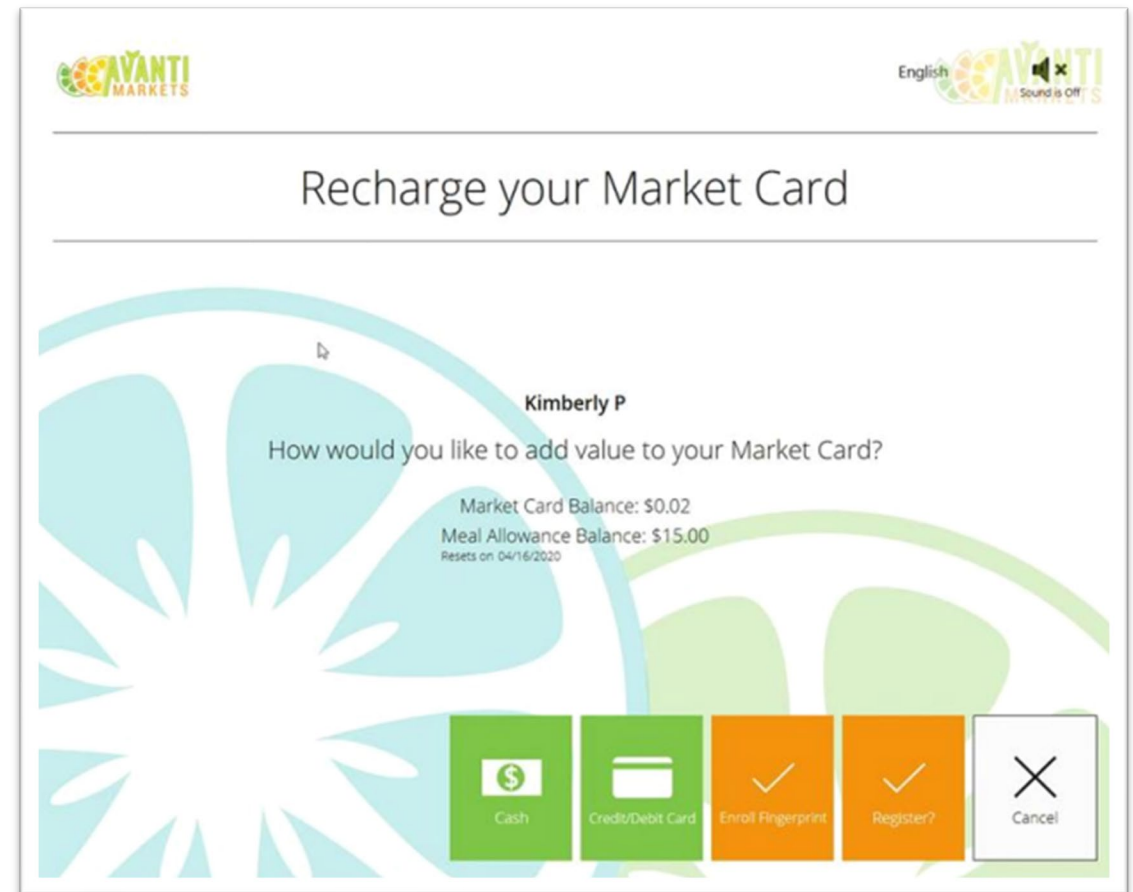 AVANTI
MARKETS
English
AVANTI
MARKETS
Sound is Off
Recharge your Market Card
Kimberly P
How would you like to add value to your Market Card?
Market Card Balance: $0.02
Meal Allowance Balance: $15.00
Resets on 04/16/2020
Cash
Credit/Debit Card
Enroll Fingerprint
Register?
Cancel